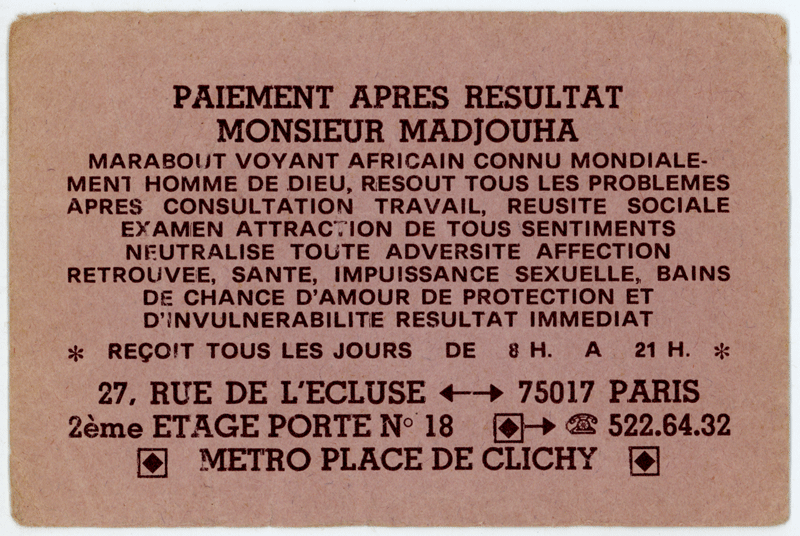 PAIEMENT APRES RESULTAT
MONSIEUR MADJOUHA
MARABOUT VOYANT AFRICAIN CONNU MONDIALE-
MENT HOMME DE DIEU, RESOUT TOUS LES PROBLEMES
APRES CONSULTATION TRAVAIL, REUSITE SOCIALE
EXAMEN ATTRACTION DE TOUS SENTIMENTS
NEUTRALISE TOUTE ADVERSITE AFFECTION
RETROUVEE, SANTE, IMPUISSANCE SEXUELLE, BAINS
DE CHANCE D'AMOUR DE PROTECTION ET
D'INVULNERABILITE RESULTAT IMMEDIAT
* REÇOIT TOUS LES JOURS DE 8 H. A 21 H. *
27, RUE DE L'ECLUSE ←→ 75017 PARIS
2ème ETAGE PORTE N° 18 → ☎ 522.64.32
METRO PLACE DE CLICHY